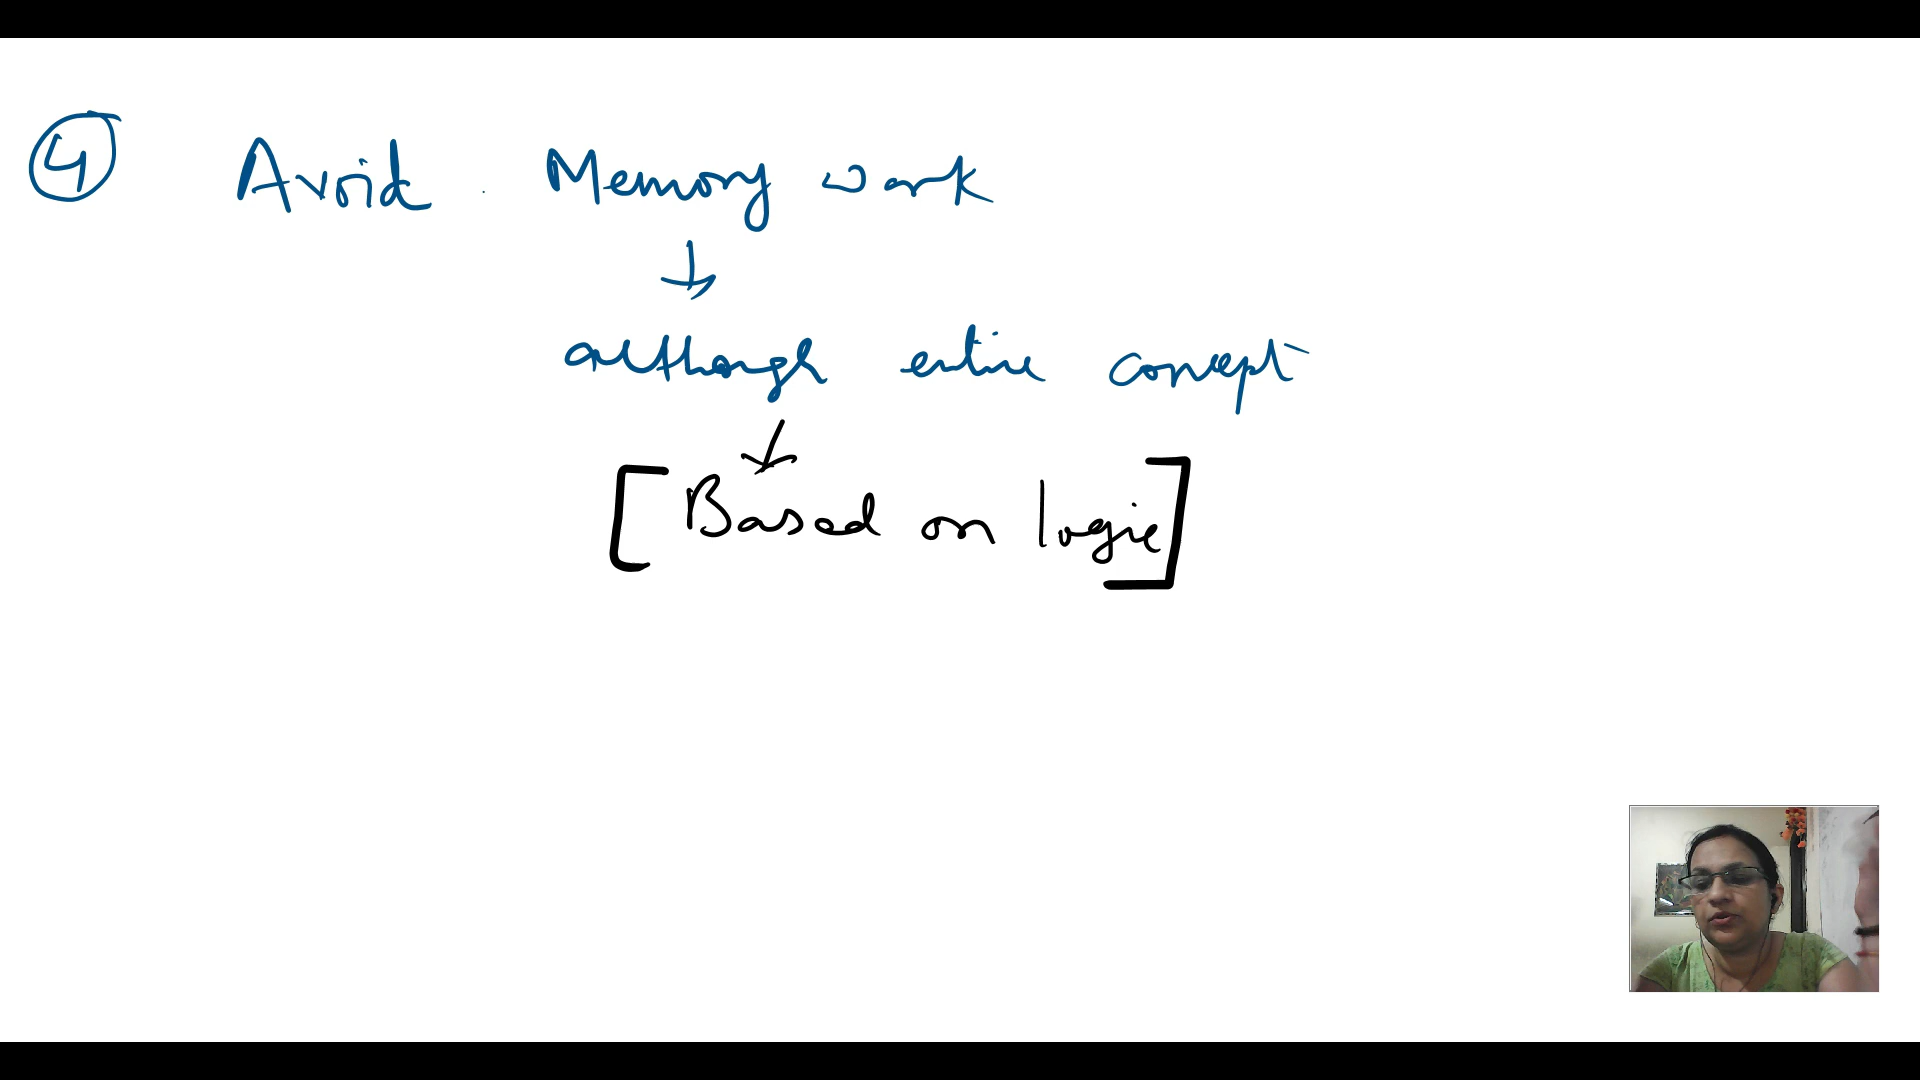 4 Avoid Memory work
↓
although entire concept
↓
[Based on logic]